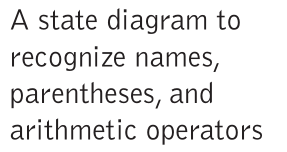 A state diagram to
recognize names,
parentheses, and
arithmetic operators